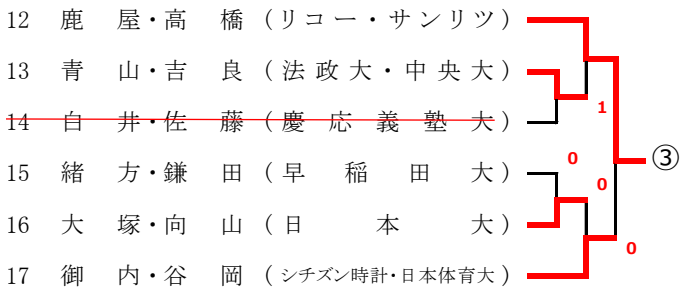 12 鹿屋・高橋（リコー・サンリツ）
13 青山・吉良（法政大・中央大）
14 白井・佐藤（慶応義塾大）
1
15 緒方・鎌田（早稲田大）
0
0
③
16 大塚・向山（日本大）
0
17 御内・谷岡（シチズン時計・日本体育大）